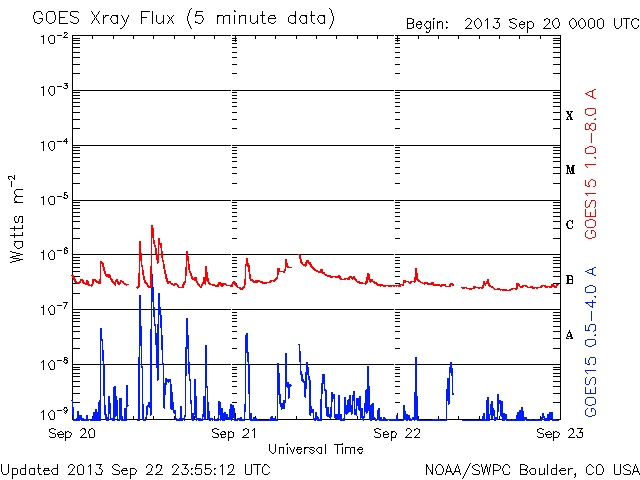 GOES Xray Flux (5 minute data)
Begin: 2013 Sep 20 0000 UTC
10⁻²
10⁻³
10⁻⁴
10⁻⁵
10⁻⁶
10⁻⁷
10⁻⁸
10⁻⁹
Watts m⁻²
X
M
C
B
A
GOES15 1.0–8.0 A
GOES15 0.5–4.0 A
Sep 20
Sep 21
Sep 22
Sep 23
Universal Time
Updated 2013 Sep 22 23:55:12 UTC
NOAA/SWPC Boulder, CO USA